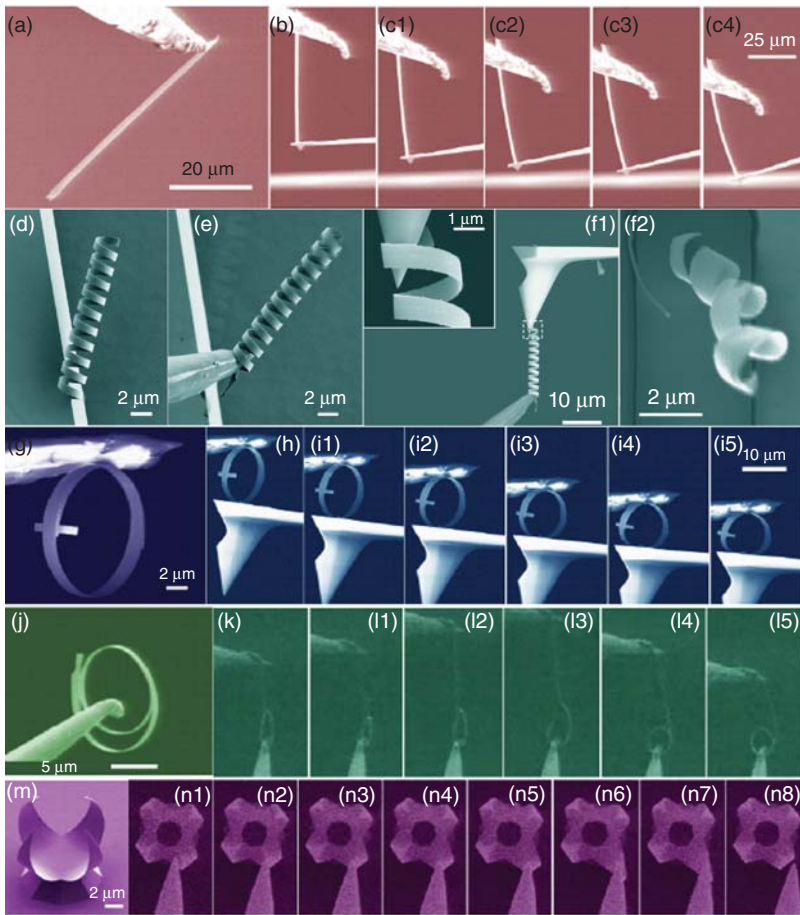 (a)
20 µm
(b)
(c1)
(c2)
(c3)
(c4)
25 µm
(d)
2 µm
(e)
2 µm
1 µm
(f1)
10 µm
(f2)
2 µm
(g)
2 µm
(h)
(i1)
(i2)
(i3)
(i4)
(i5)
10 µm
(j)
5 µm
(k)
(l1)
(l2)
(l3)
(l4)
(l5)
(m)
2 µm
(n1)
(n2)
(n3)
(n4)
(n5)
(n6)
(n7)
(n8)